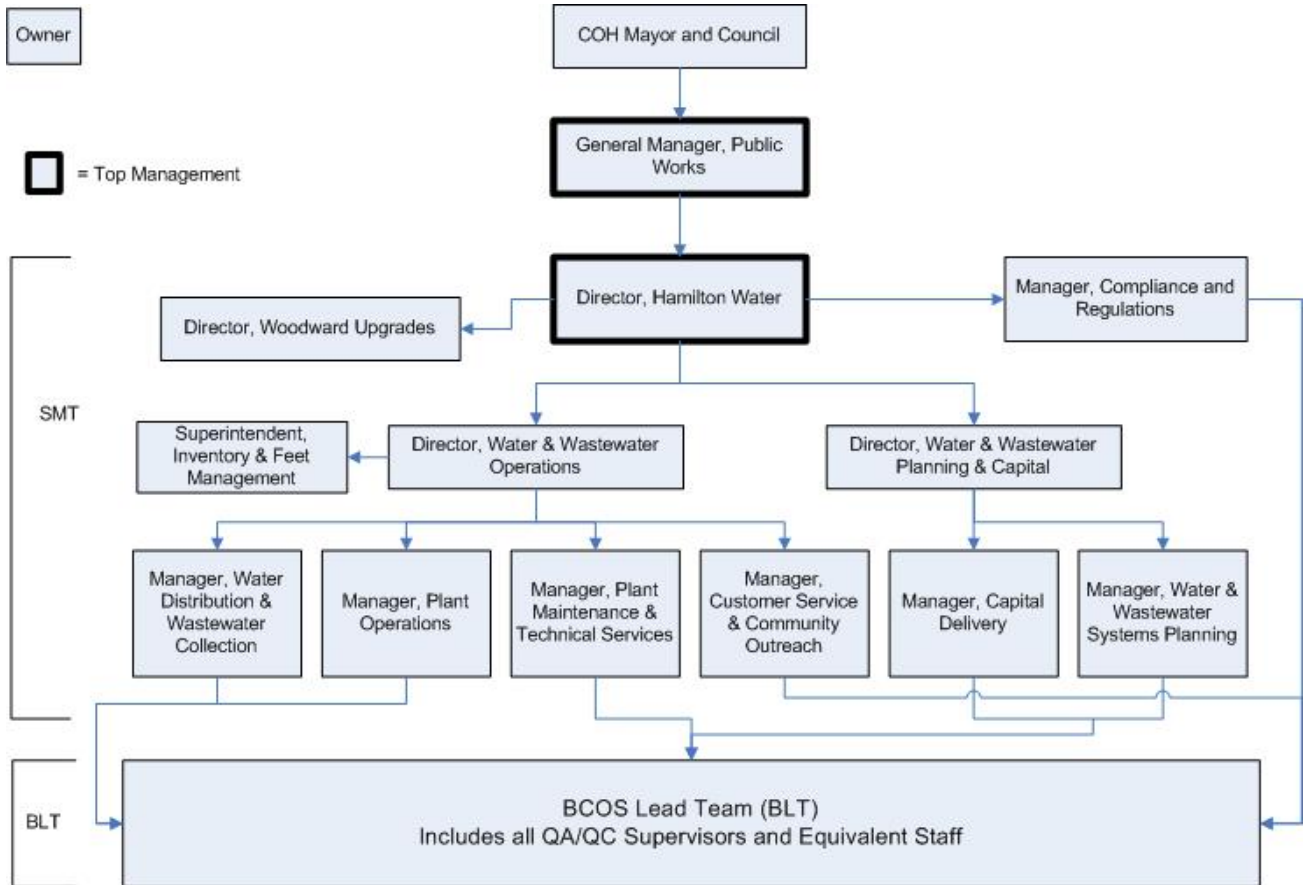 Owner
COH Mayor and Council
General Manager, Public
Works
= Top Management
Director, Hamilton Water
Manager, Compliance and
Regulations
Director, Woodward Upgrades
SMT
Superintendent,
Inventory & Feet
Management
Director, Water & Wastewater
Operations
Director, Water & Wastewater
Planning & Capital
Manager, Water
Distribution &
Wastewater
Collection
Manager, Plant
Operations
Manager, Plant
Maintenance &
Technical Services
Manager,
Customer Service
& Community
Outreach
Manager, Capital
Delivery
Manager, Water &
Wastewater
Systems Planning
BLT
BCOS Lead Team (BLT)
Includes all QA/QC Supervisors and Equivalent Staff